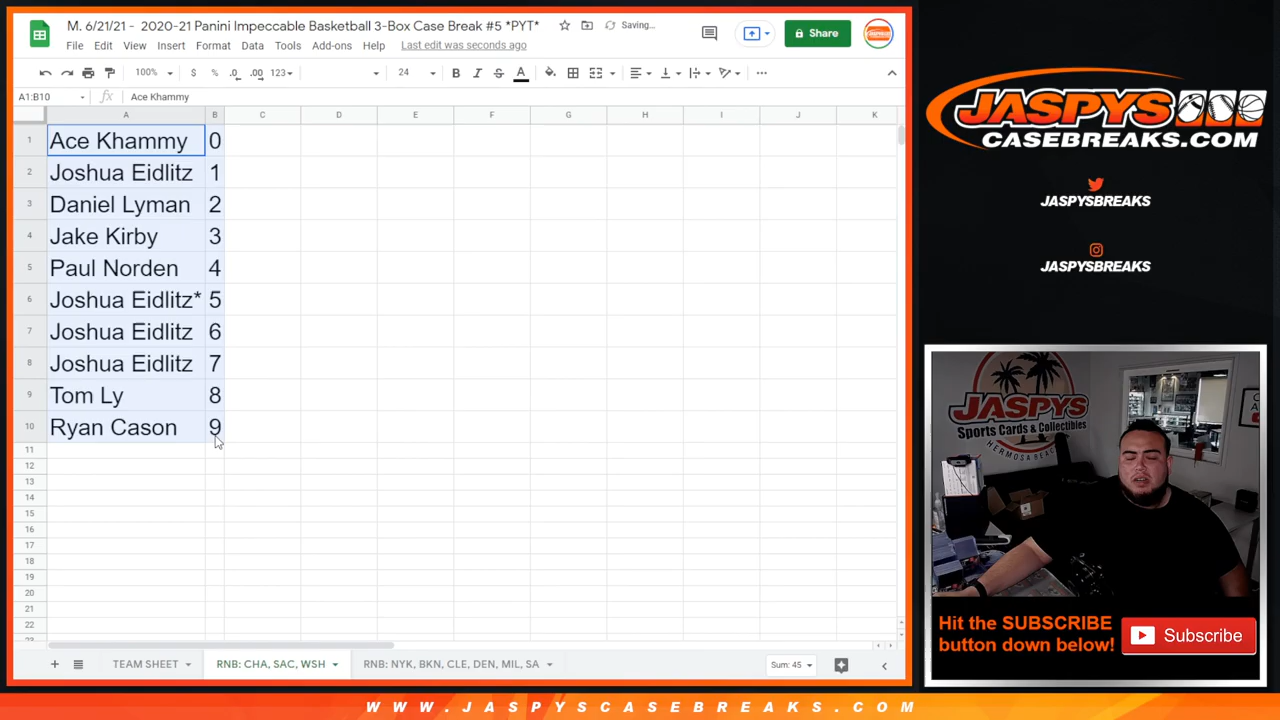 M. 6/21/21 - 2020-21 Panini Impeccable Basketball 3-Box Case Break #5 *PYT*
Saving...
Share
File Edit View Insert Format Data Tools Add-ons Help Last edit was seconds ago
100% $ % .0 .00 123 24 B I S A
A1:B10 fx Ace Khammy
A B C D E F G H I J K
1 Ace Khammy 0
2 Joshua Eidlitz 1
3 Daniel Lyman 2
4 Jake Kirby 3
5 Paul Norden 4
6 Joshua Eidlitz* 5
7 Joshua Eidlitz 6
8 Joshua Eidlitz 7
9 Tom Ly 8
10 Ryan Cason 9
11
12
13
14
15
16
17
18
19
20
21
22
23
TEAM SHEET RNB: CHA, SAC, WSH RNB: NYK, BKN, CLE, DEN, MIL, SA Sum: 45
JASPYS
CASEBREAKS.COM
JASPYSBREAKS
JASPYSBREAKS
JASPYS
Sports Cards & Collectibles
HERMOSA BEACH
Hit the SUBSCRIBE
button down below!
Subscribe
WWW.JASPYSCASEBREAKS.COM